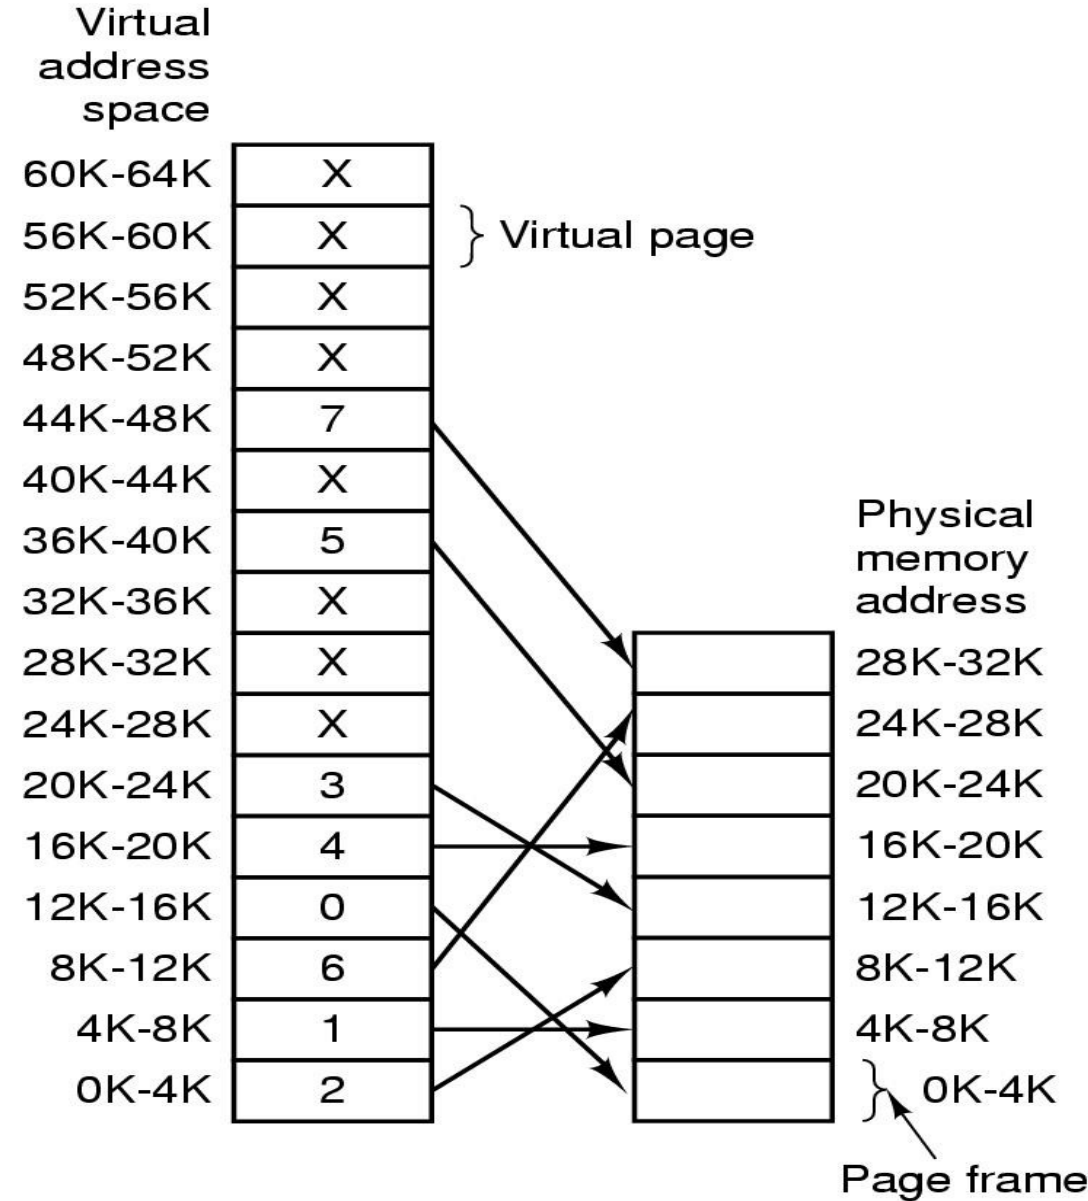 Virtual
address
space
60K-64K X
56K-60K X Virtual page
52K-56K X
48K-52K X
44K-48K 7
40K-44K X
36K-40K 5
32K-36K X
28K-32K X
24K-28K X
20K-24K 3
16K-20K 4
12K-16K 0
8K-12K 6
4K-8K 1
0K-4K 2
Physical
memory
address
28K-32K
24K-28K
20K-24K
16K-20K
12K-16K
8K-12K
4K-8K
0K-4K
Page frame